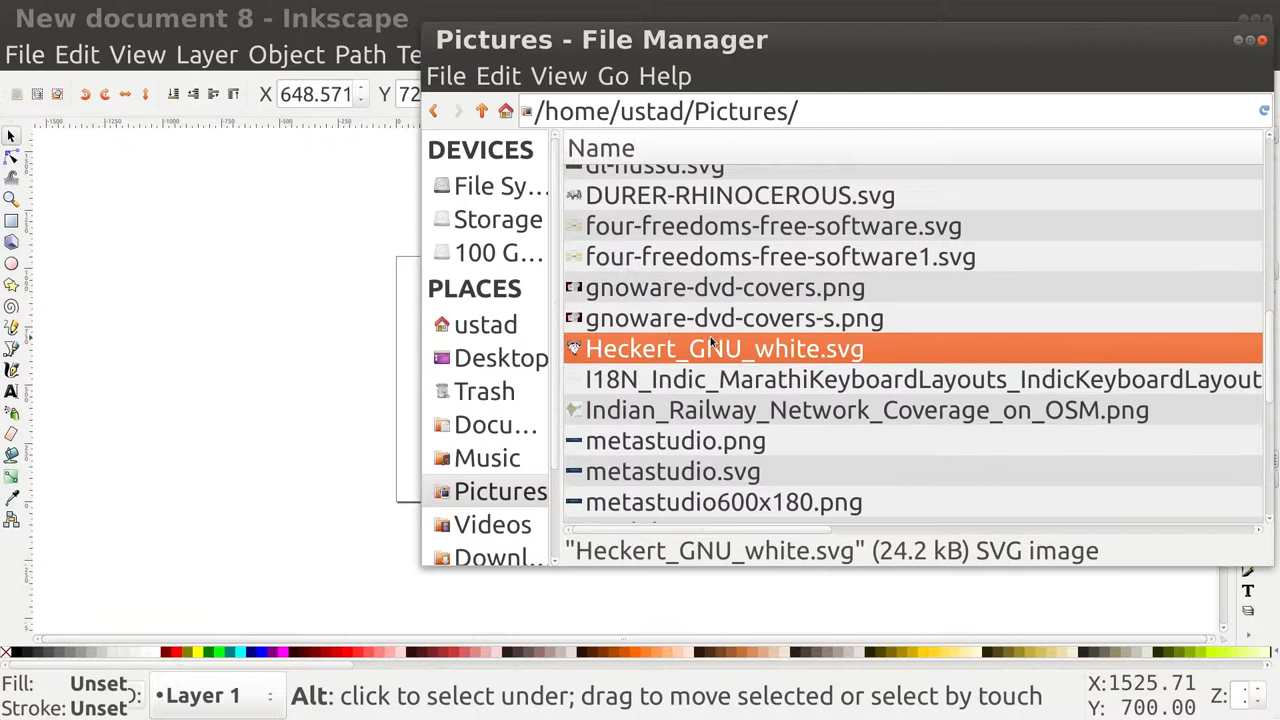 New document 8 - Inkscape
File Edit View Layer Object Path Te
X 648.571 Y 72
Pictures - File Manager
File Edit View Go Help
/home/ustad/Pictures/
DEVICES
File Sy...
Storage
100 G...
PLACES
ustad
Desktop
Trash
Docu...
Music
Pictures
Videos
Downl...
Name
DURER-RHINOCEROUS.svg
four-freedoms-free-software.svg
four-freedoms-free-software1.svg
gnoware-dvd-covers.png
gnoware-dvd-covers-s.png
Heckert_GNU_white.svg
I18N_Indic_MarathiKeyboardLayouts_IndicKeyboardLayout
Indian_Railway_Network_Coverage_on_OSM.png
metastudio.png
metastudio.svg
metastudio600x180.png
"Heckert_GNU_white.svg" (24.2 kB) SVG image
Fill: Unset
Stroke: Unset
•Layer 1
Alt: click to select under; drag to move selected or select by touch
X:1525.71
Y: 700.00
Z: